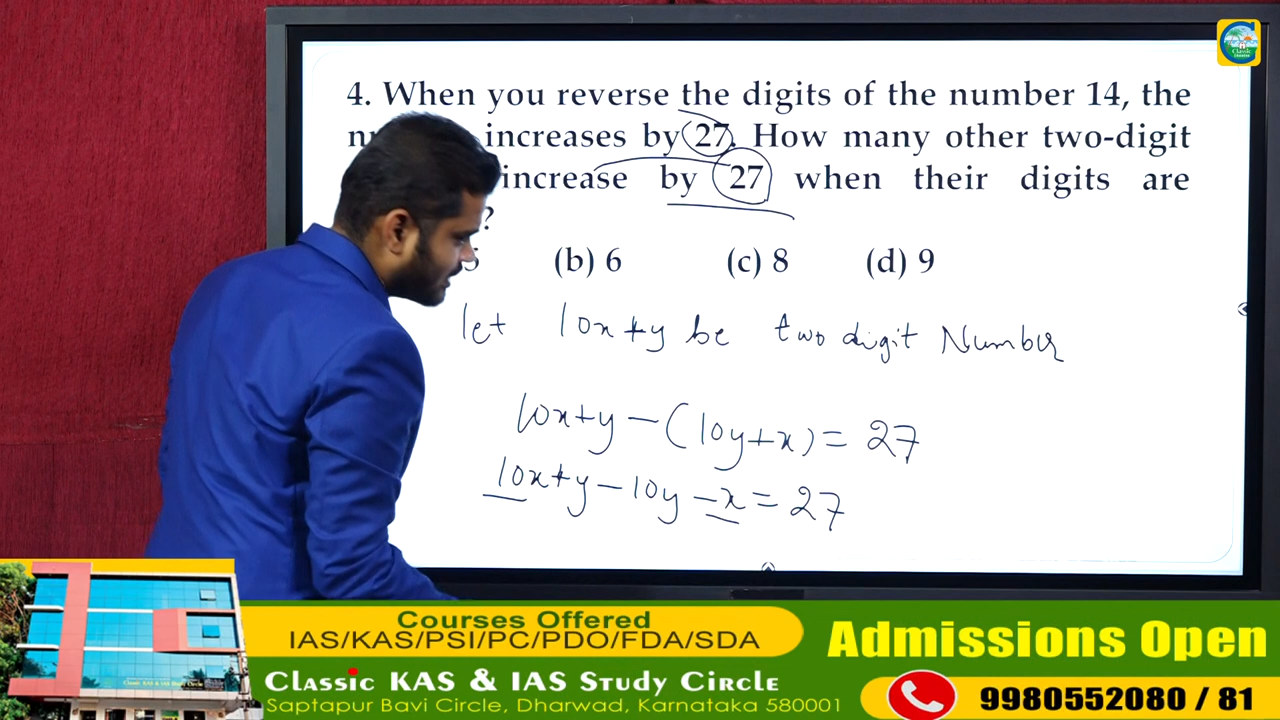 Classic
4. When you reverse the digits of the number 14, the
increases by 27. How many other two-digit
increase by 27 when their digits are
?
5 (b) 6 (c) 8 (d) 9
let 10x+y be two digit Number
10x+y-(10y+x)=27
10x+y-10y-x=27
Courses Offered
IAS/KAS/PSI/PC/PDO/FDA/SDA
Admissions Open
Classic KAS & IAS Study Circle
Saptapur Bavi Circle, Dharwad, Karnataka 580001
9980552080 / 81